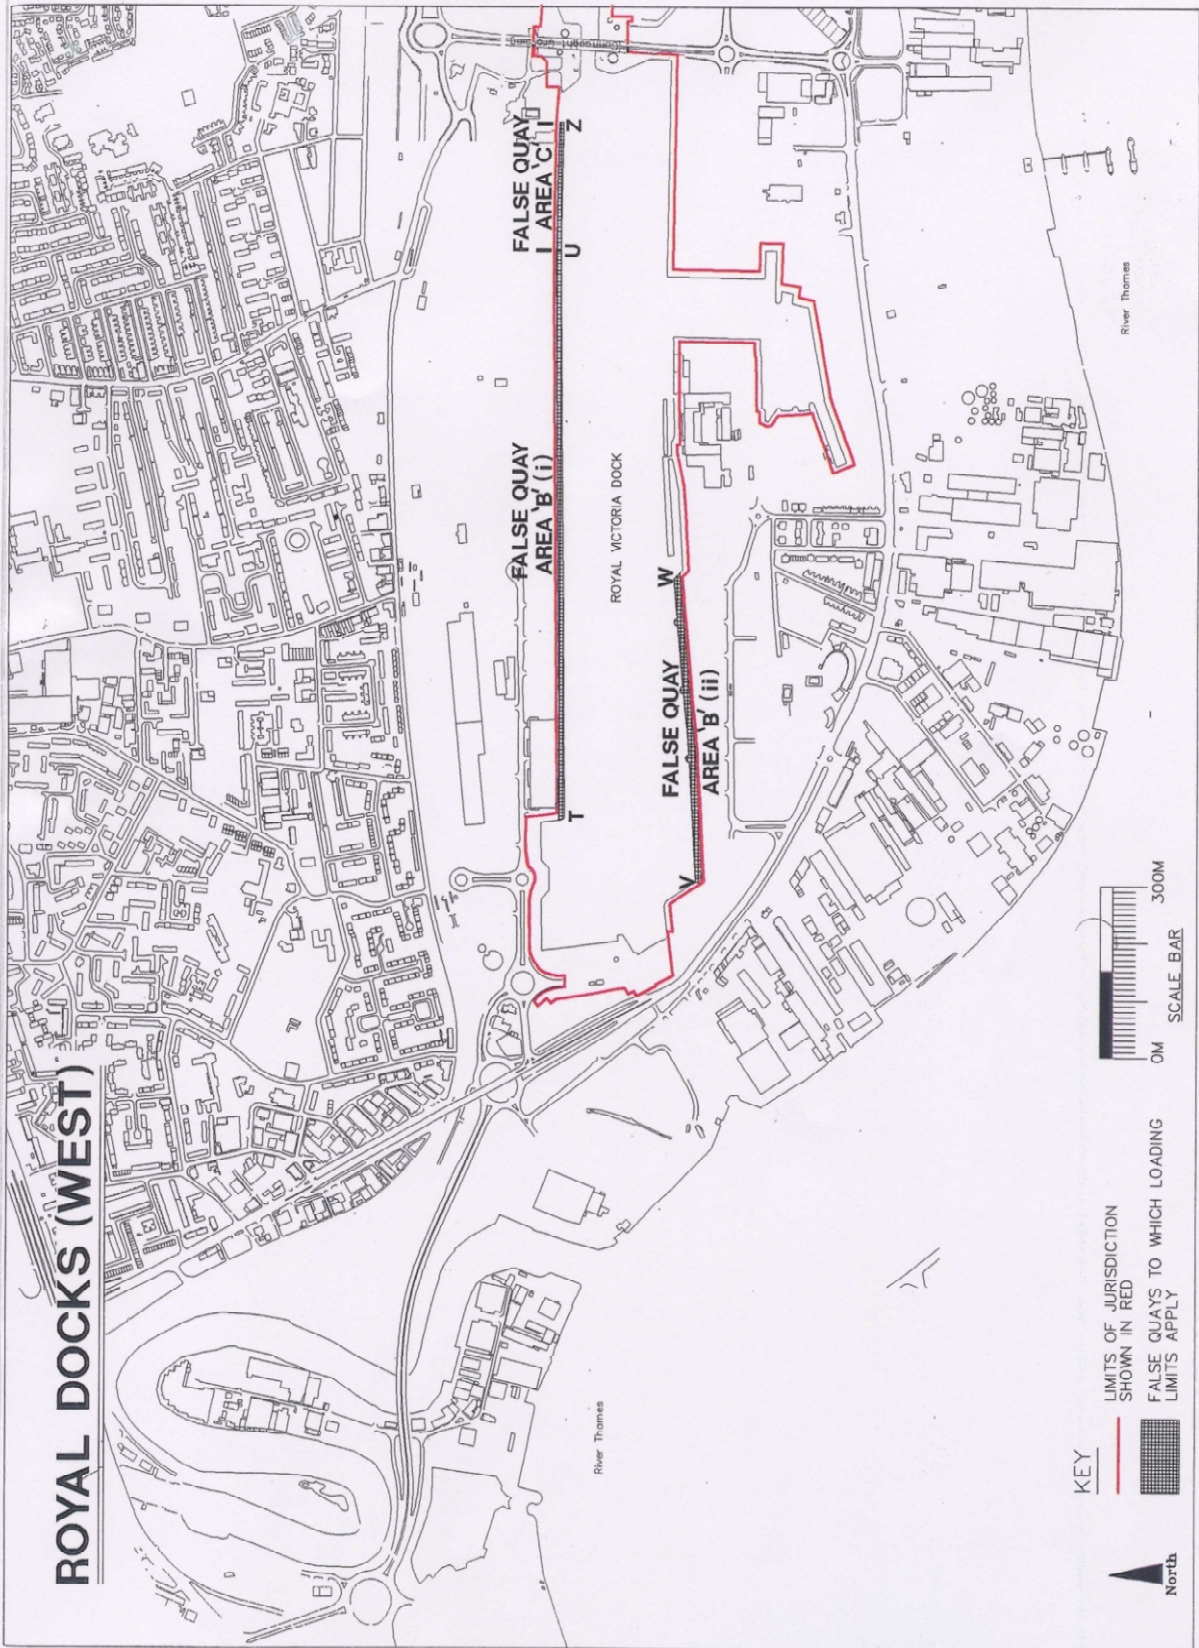 ROYAL DOCKS (WEST)
Connaught
FALSE QUAY
AREA 'C'
U
Z
FALSE QUAY
AREA 'B' (i)
T
ROYAL VICTORIA DOCK
W
FALSE QUAY
AREA 'B' (ii)
V
River Thames
River Thames
North
KEY
LIMITS OF JURISDICTION
SHOWN IN RED
FALSE QUAYS TO WHICH LOADING
LIMITS APPLY
0M
300M
SCALE BAR